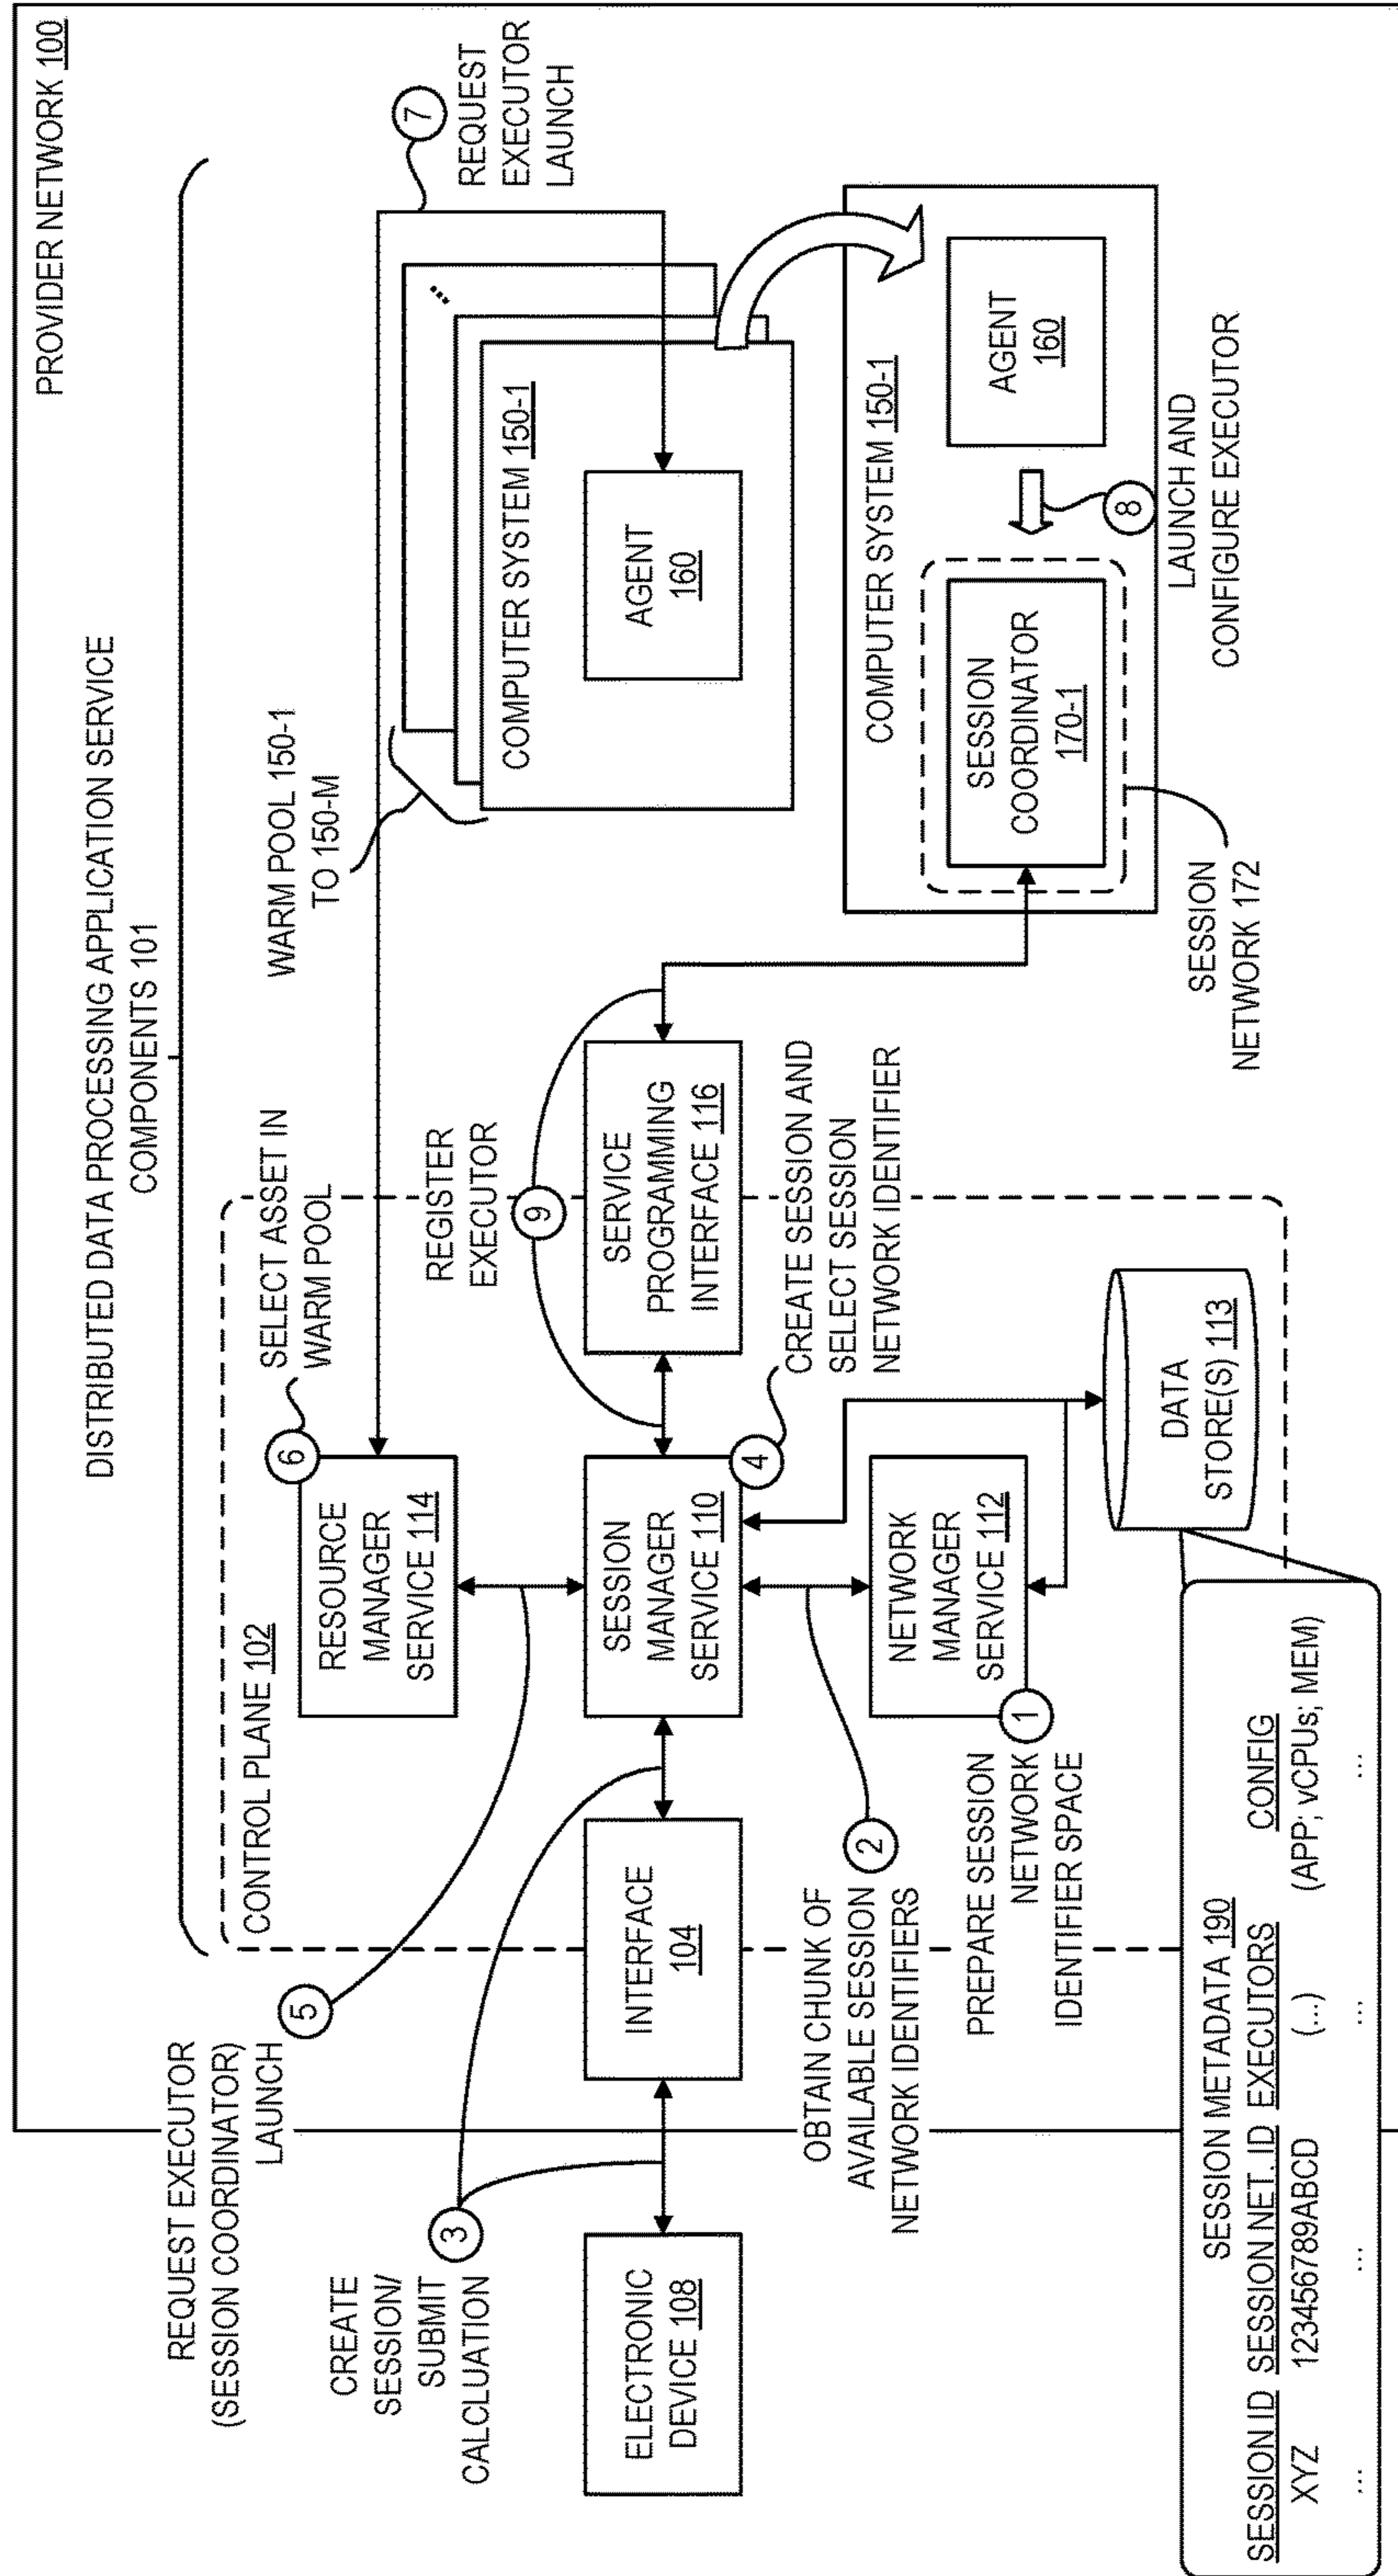 PROVIDER NETWORK 100
DISTRIBUTED DATA PROCESSING APPLICATION SERVICE
COMPONENTS 101
REQUEST EXECUTOR
(SESSION COORDINATOR)
LAUNCH
5
CONTROL PLANE 102
6
SELECT ASSET IN
WARM POOL
RESOURCE
MANAGER
SERVICE 114
WARM POOL 150-1
TO 150-M
7
REQUEST
EXECUTOR
LAUNCH
...
COMPUTER SYSTEM 150-1
AGENT
160
CREATE
SESSION/
SUBMIT
CALCLUATION
3
REGISTER
EXECUTOR
9
ELECTRONIC
DEVICE 108
INTERFACE
104
SESSION
MANAGER
SERVICE 110
SERVICE
PROGRAMMING
INTERFACE 116
4
CREATE SESSION AND
SELECT SESSION
NETWORK IDENTIFIER
OBTAIN CHUNK OF
AVAILABLE SESSION
NETWORK IDENTIFIERS
2
NETWORK
MANAGER
SERVICE 112
1
PREPARE SESSION
NETWORK
IDENTIFIER SPACE
DATA
STORE(S) 113
COMPUTER SYSTEM 150-1
SESSION
COORDINATOR
170-1
AGENT
160
8
LAUNCH AND
CONFIGURE EXECUTOR
SESSION
NETWORK 172
SESSION METADATA 190
SESSION ID SESSION NET. ID EXECUTORS CONFIG
XYZ 123456789ABCD (...) (APP; vCPUs; MEM)
... ... ... ...